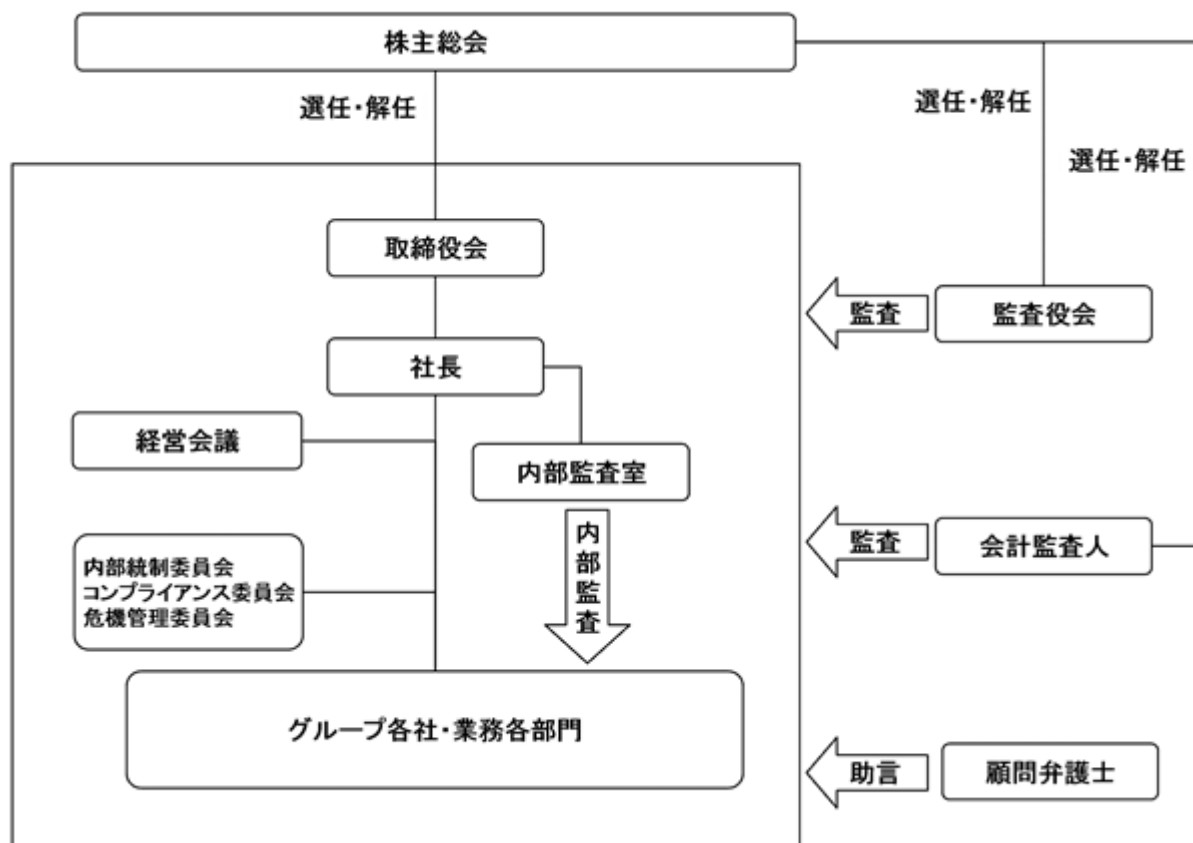 株主総会
選任・解任
選任・解任
選任・解任
取締役会
監査
監査役会
社長
経営会議
内部監査室
内部監査
監査
会計監査人
内部統制委員会
コンプライアンス委員会
危機管理委員会
グループ各社・業務各部門
助言
顧問弁護士